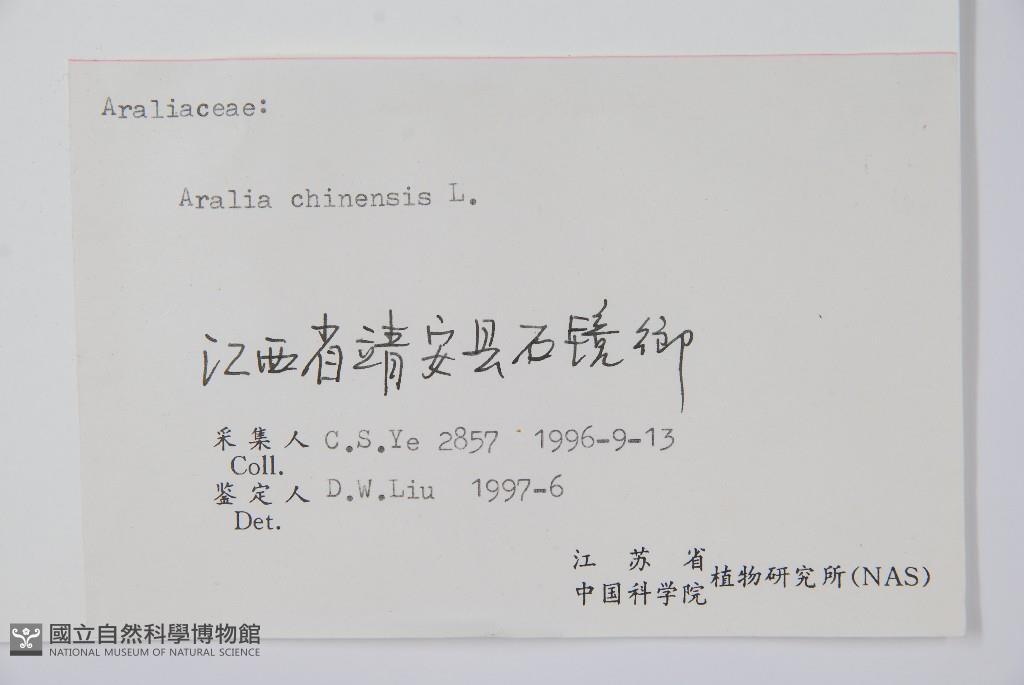 Araliaceae:
Aralia chinensis L.
江西省靖安县石镜鄉
采集人 C.S.Ye 2857 1996-9-13
Coll.
鉴定人 D.W.Liu 1997-6
Det.
江苏省
中国科学院植物研究所(NAS)
國立自然科學博物館
NATIONAL MUSEUM OF NATURAL SCIENCE